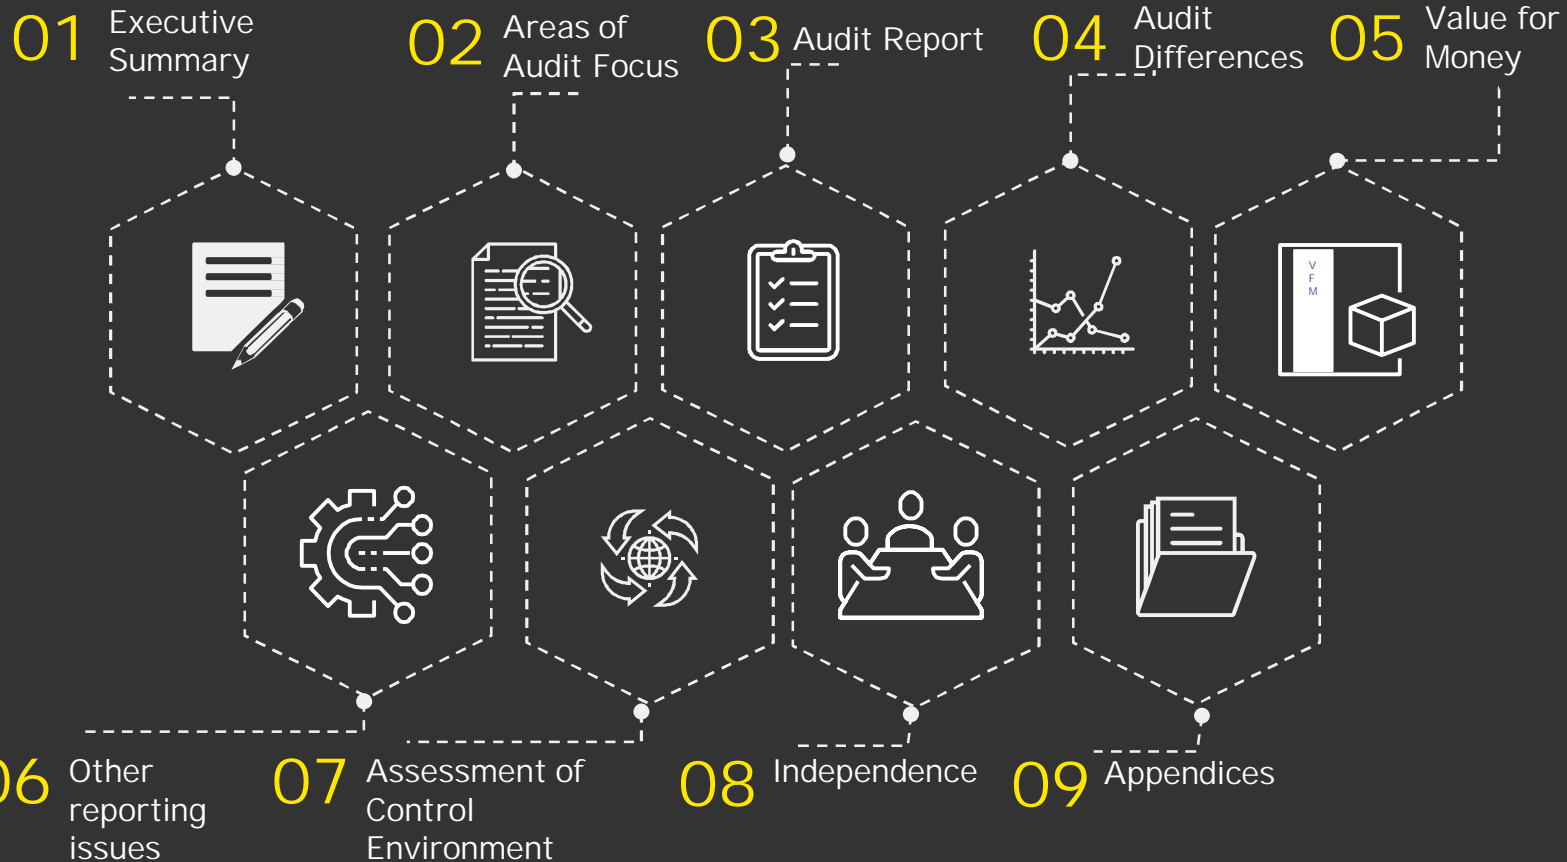 01 Executive
Summary
02 Areas of
Audit Focus
03 Audit Report
04 Audit
Differences
05 Value for
Money
V
F
M
06 Other
reporting
issues
07 Assessment of
Control
Environment
08 Independence
09 Appendices